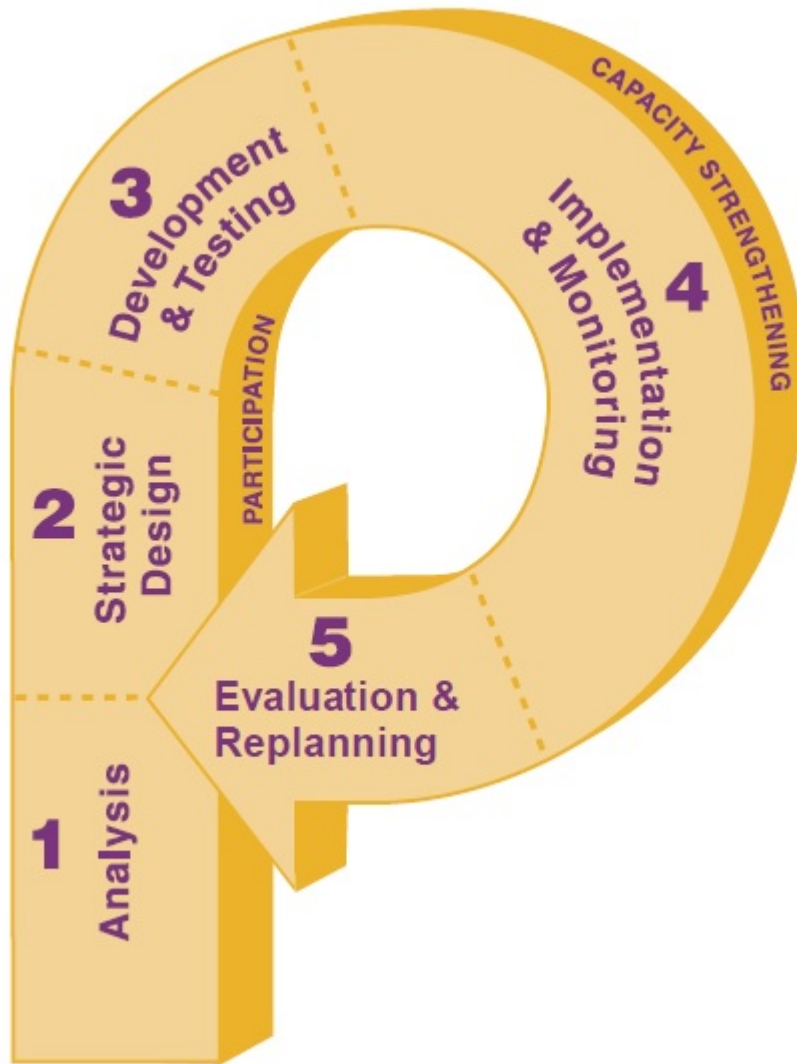 1
Analysis
2
Strategic
Design
3
Development
& Testing
4
Implementation
& Monitoring
5
Evaluation &
Replanning
PARTICIPATION
CAPACITY STRENGTHENING